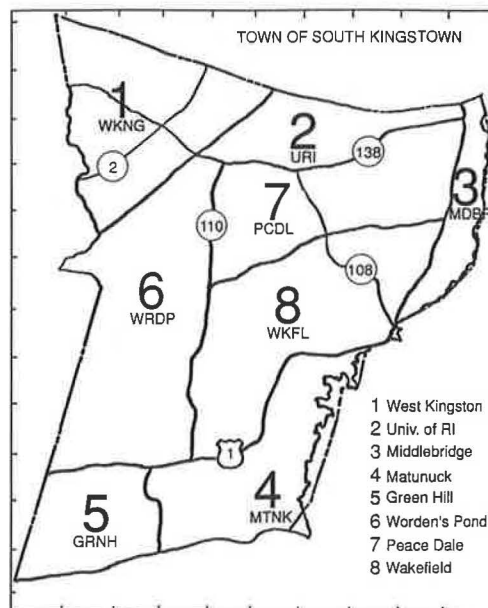 TOWN OF SOUTH KINGSTOWN
1
WKNG
2
2
URI
138
3
MDBR
7
PCDL
110
108
6
WRDP
8
WKFL
1
5
GRNH
4
MTNK
1 West Kingston
2 Univ. of RI
3 Middlebridge
4 Matunuck
5 Green Hill
6 Worden's Pond
7 Peace Dale
8 Wakefield